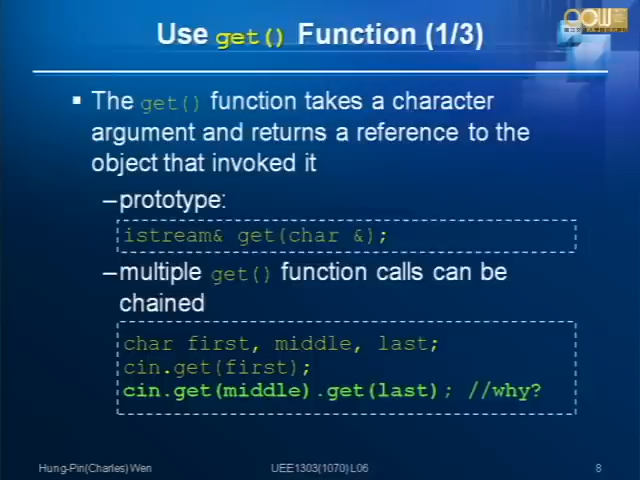 Use get() Function (1/3)
The get() function takes a character
argument and returns a reference to the
object that invoked it
–prototype:
istream& get(char &);
–multiple get() function calls can be
chained
char first, middle, last;
cin.get(first);
cin.get(middle).get(last); //why?
Hung-Pin(Charles) Wen
UEE1303(1070) L06
8